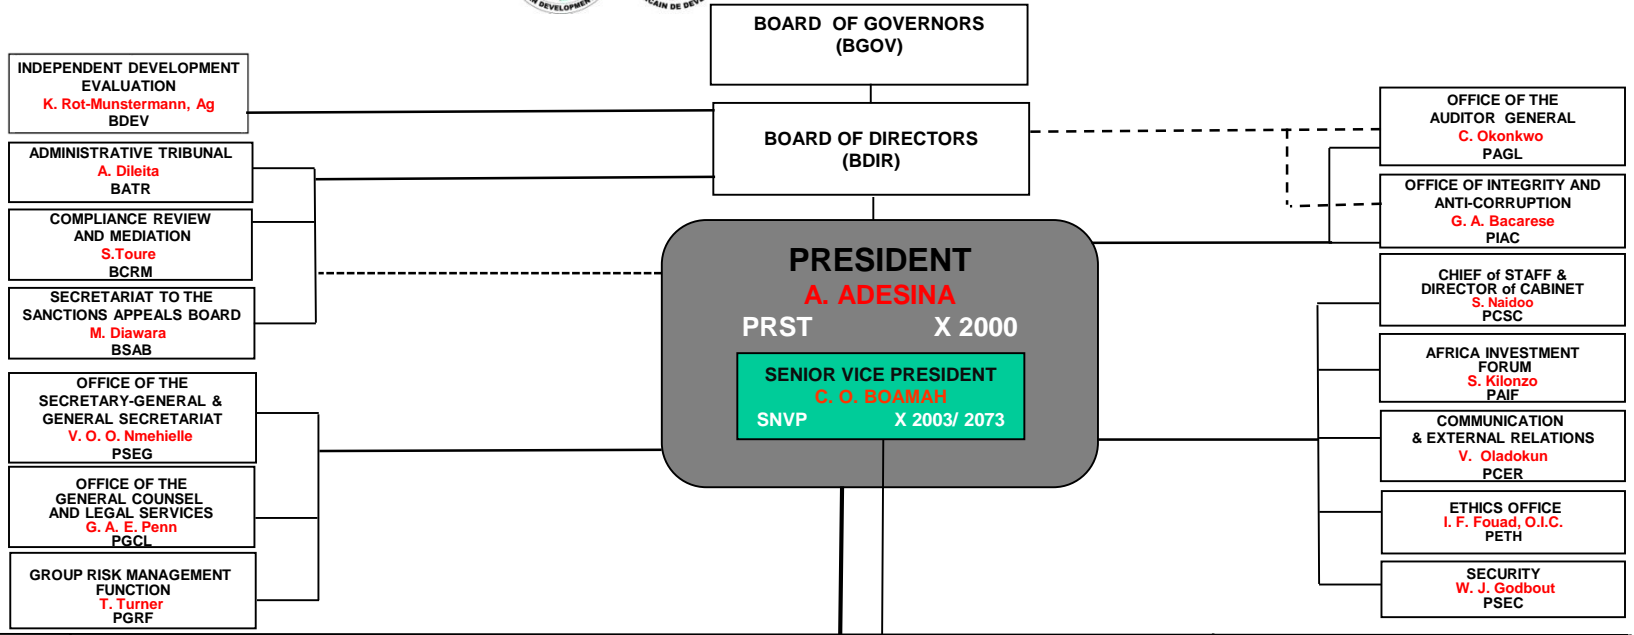 N DEVELOPMEN
CAIN DE DEV
BOARD OF GOVERNORS
(BGOV)
INDEPENDENT DEVELOPMENT
EVALUATION
K. Rot-Munstermann, Ag
BDEV
BOARD OF DIRECTORS
(BDIR)
OFFICE OF THE
AUDITOR GENERAL
C. Okonkwo
PAGL
ADMINISTRATIVE TRIBUNAL
A. Dileita
BATR
OFFICE OF INTEGRITY AND
ANTI-CORRUPTION
G. A. Bacarese
PIAC
COMPLIANCE REVIEW
AND MEDIATION
S.Toure
BCRM
SECRETARIAT TO THE
SANCTIONS APPEALS BOARD
M. Diawara
BSAB
PRESIDENT
A. ADESINA
PRST X 2000
SENIOR VICE PRESIDENT
C. O. BOAMAH
SNVP X 2003/ 2073
CHIEF of STAFF &
DIRECTOR of CABINET
S. Naidoo
PCSC
AFRICA INVESTMENT
FORUM
S. Kilonzo
PAIF
OFFICE OF THE
SECRETARY-GENERAL &
GENERAL SECRETARIAT
V. O. O. Nmehielle
PSEG
COMMUNICATION
& EXTERNAL RELATIONS
V. Oladokun
PCER
OFFICE OF THE
GENERAL COUNSEL
AND LEGAL SERVICES
G. A. E. Penn
PGCL
ETHICS OFFICE
I. F. Fouad, O.I.C.
PETH
GROUP RISK MANAGEMENT
FUNCTION
T. Turner
PGRF
SECURITY
W. J. Godbout
PSEC